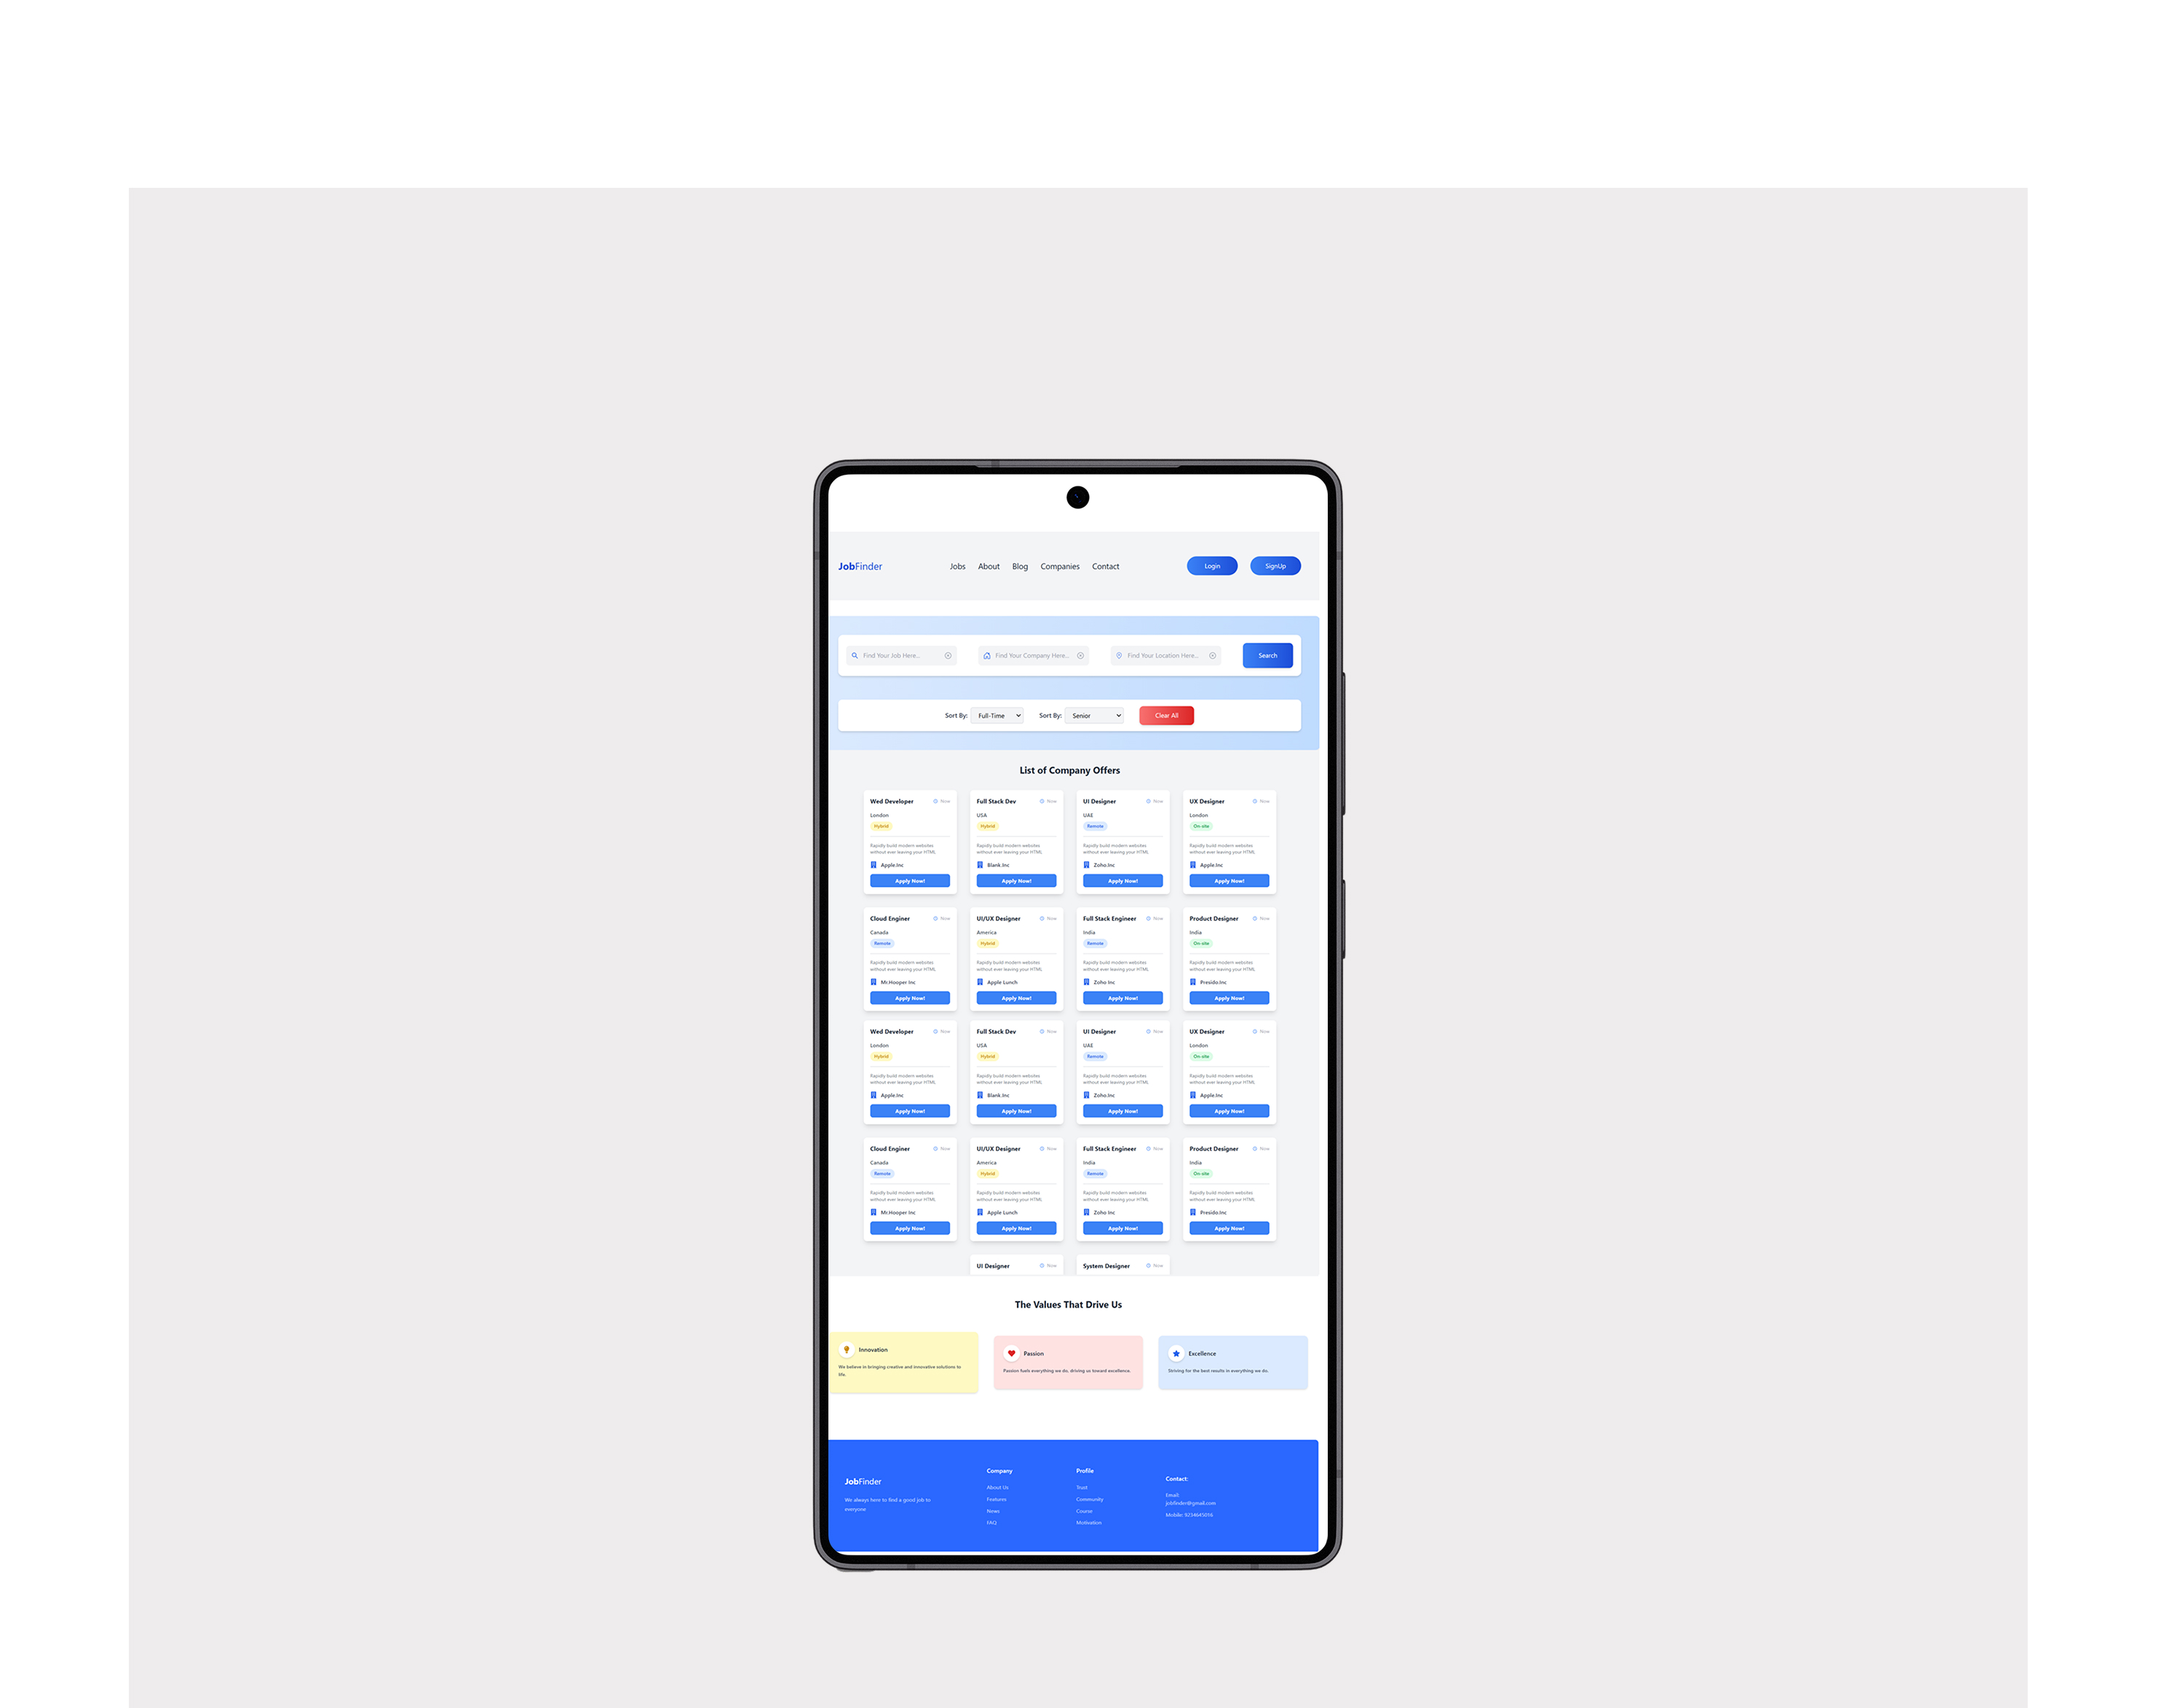 JobFinder Jobs About Blog Companies Contact Login SignUp
Find Your Job Here... Find Your Company Here... Find Your Location Here... Search
Sort By: Full-Time Sort By: Senior Clear All
List of Company Offers
Wed Developer Now Full Stack Dev Now UI Designer Now UX Designer Now
London USA UAE London
Hybrid Hybrid Remote On-site
Rapidly build modern websites Rapidly build modern websites Rapidly build modern websites Rapidly build modern websites
without ever leaving your HTML without ever leaving your HTML without ever leaving your HTML without ever leaving your HTML
Apple.Inc Blank.Inc Zoho.Inc Apple.Inc
Apply Now! Apply Now! Apply Now! Apply Now!
Cloud Enginer Now UI/UX Designer Now Full Stack Engineer Now Product Designer Now
Canada America India India
Remote Hybrid Remote On-site
Rapidly build modern websites Rapidly build modern websites Rapidly build modern websites Rapidly build modern websites
without ever leaving your HTML without ever leaving your HTML without ever leaving your HTML without ever leaving your HTML
Mr.Hooper Inc Apple Lunch Zoho Inc Presido.Inc
Apply Now! Apply Now! Apply Now! Apply Now!
Wed Developer Now Full Stack Dev Now UI Designer Now UX Designer Now
London USA UAE London
Hybrid Hybrid Remote On-site
Rapidly build modern websites Rapidly build modern websites Rapidly build modern websites Rapidly build modern websites
without ever leaving your HTML without ever leaving your HTML without ever leaving your HTML without ever leaving your HTML
Apple.Inc Blank.Inc Zoho.Inc Apple.Inc
Apply Now! Apply Now! Apply Now! Apply Now!
Cloud Enginer Now UI/UX Designer Now Full Stack Engineer Now Product Designer Now
Canada America India India
Remote Hybrid Remote On-site
Rapidly build modern websites Rapidly build modern websites Rapidly build modern websites Rapidly build modern websites
without ever leaving your HTML without ever leaving your HTML without ever leaving your HTML without ever leaving your HTML
Mr.Hooper Inc Apple Lunch Zoho Inc Presido.Inc
Apply Now! Apply Now! Apply Now! Apply Now!
UI Designer Now System Designer Now
The Values That Drive Us
Innovation
We believe in bringing creative and innovative solutions to
life.
Passion
Passion fuels everything we do, driving us toward excellence.
Excellence
Striving for the best results in everything we do.
JobFinder
We always here to find a good job to
everyone
Company
About Us
Features
News
FAQ
Profile
Trust
Community
Course
Motivation
Contact:
Email:
jobfinder@gmail.com
Mobile: 9234645016